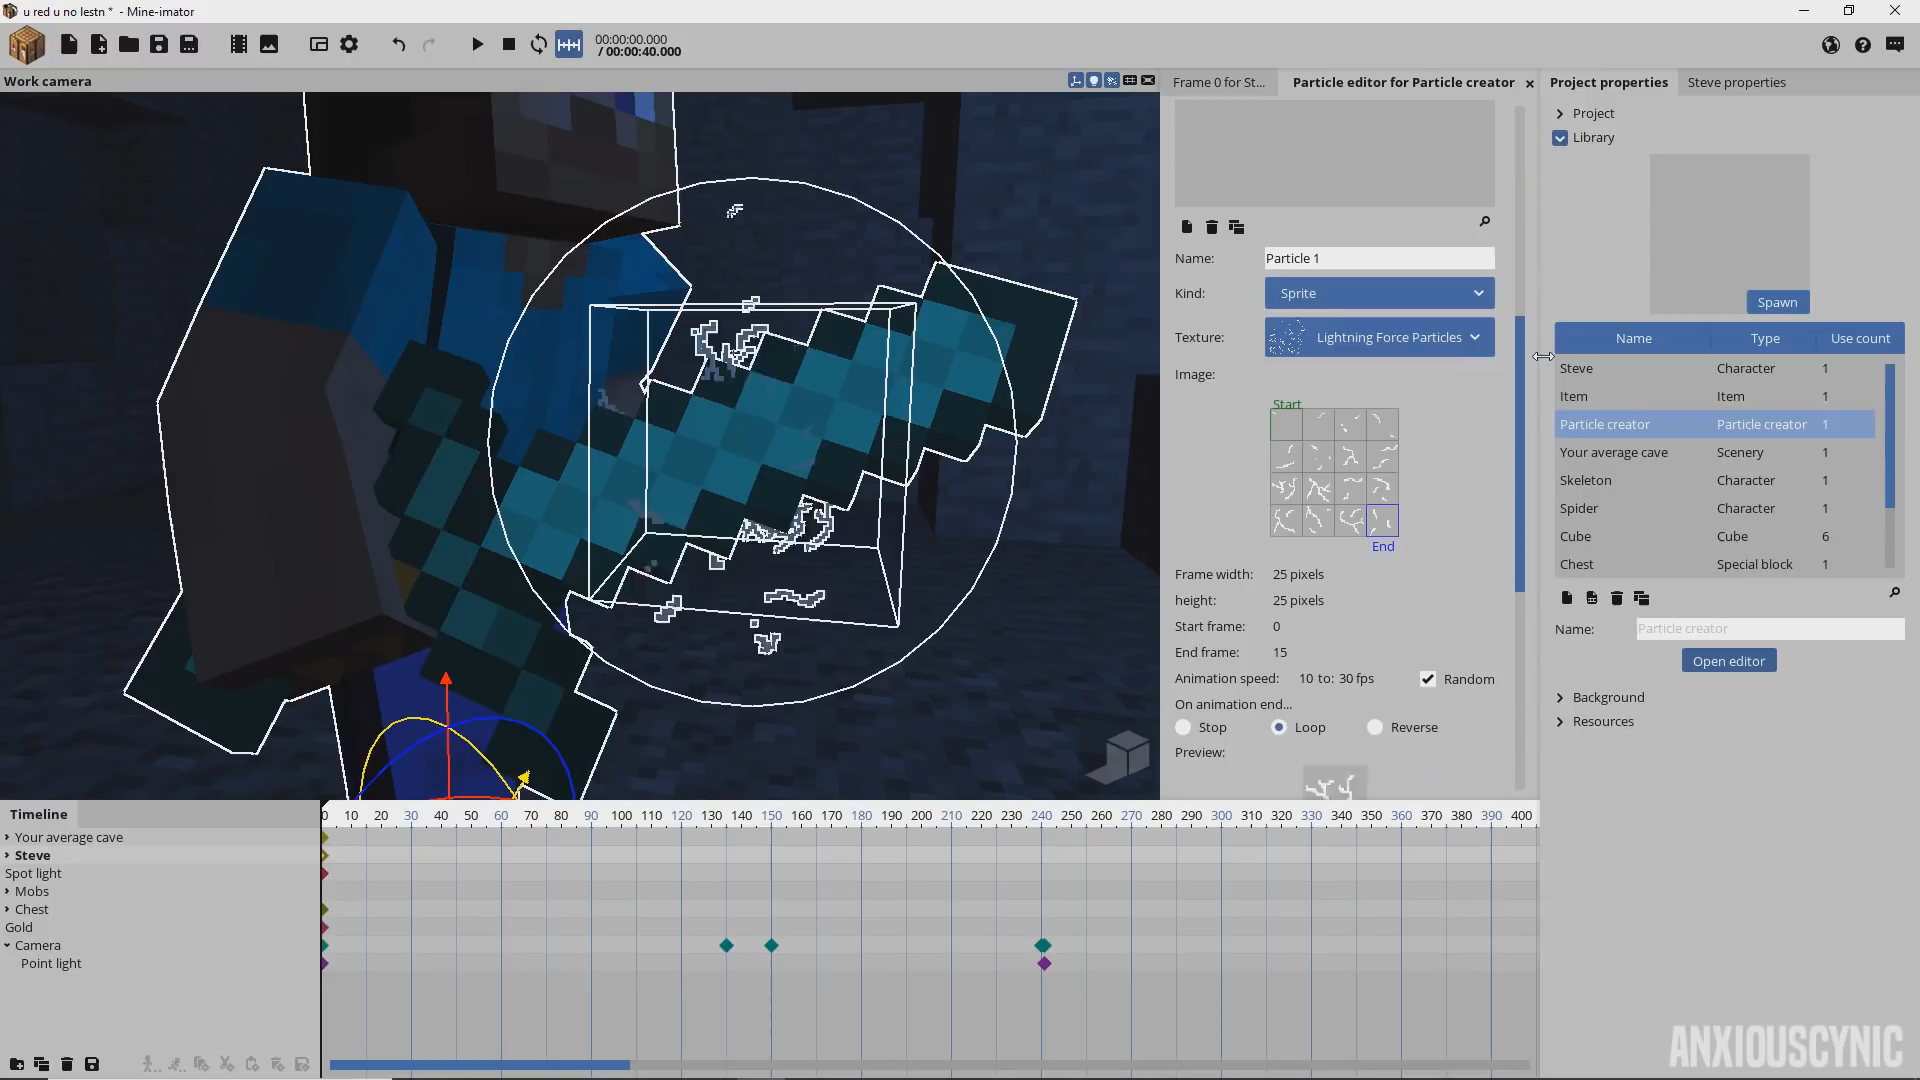 u red u no lestn * - Mine-imator
00:00:00.000
/ 00:00:40.000
Work camera
Frame 0 for St...
Particle editor for Particle creator
Project properties
Steve properties
Project
Library
Spawn
Name Type Use count
Steve Character 1
Item Item 1
Particle creator Particle creator 1
Your average cave Scenery 1
Skeleton Character 1
Spider Character 1
Cube Cube 6
Chest Special block 1
Name: Particle creator
Open editor
Background
Resources
Name: Particle 1
Kind: Sprite
Texture: Lightning Force Particles
Image:
Start
End
Frame width: 25 pixels
height: 25 pixels
Start frame: 0
End frame: 15
Animation speed: 10 to: 30 fps Random
On animation end...
Stop Loop Reverse
Preview:
Timeline
0 10 20 30 40 50 60 70 80 90 100 110 120 130 140 150 160 170 180 190 200 210 220 230 240 250 260 270 280 290 300 310 320 330 340 350 360 370 380 390 400
Your average cave
Steve
Spot light
Mobs
Chest
Gold
Camera
Point light
ANXIOUSCYNIC